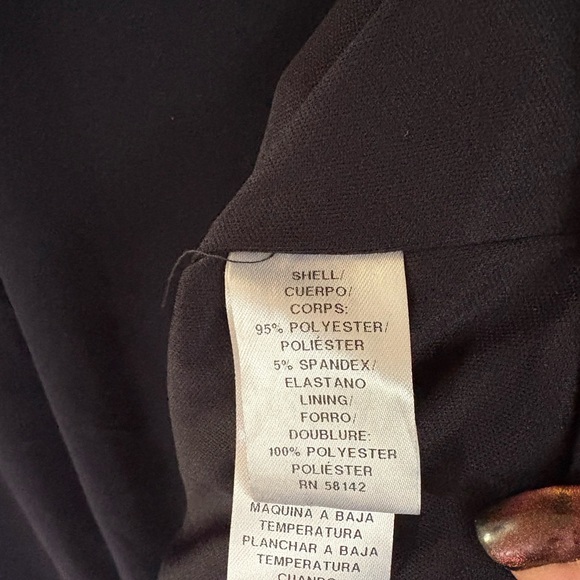 SHELL/
CUERPO/
CORPS:
95% POLYESTER/
POLIÉSTER
5% SPANDEX/
ELASTANO
LINING/
FORRO/
DOUBLURE:
100% POLYESTER
POLIÉSTER
RN 58142
MAQUINA A BAJA
TEMPERATURA
PLANCHAR A BAJA
TEMPERATURA
CUANDO